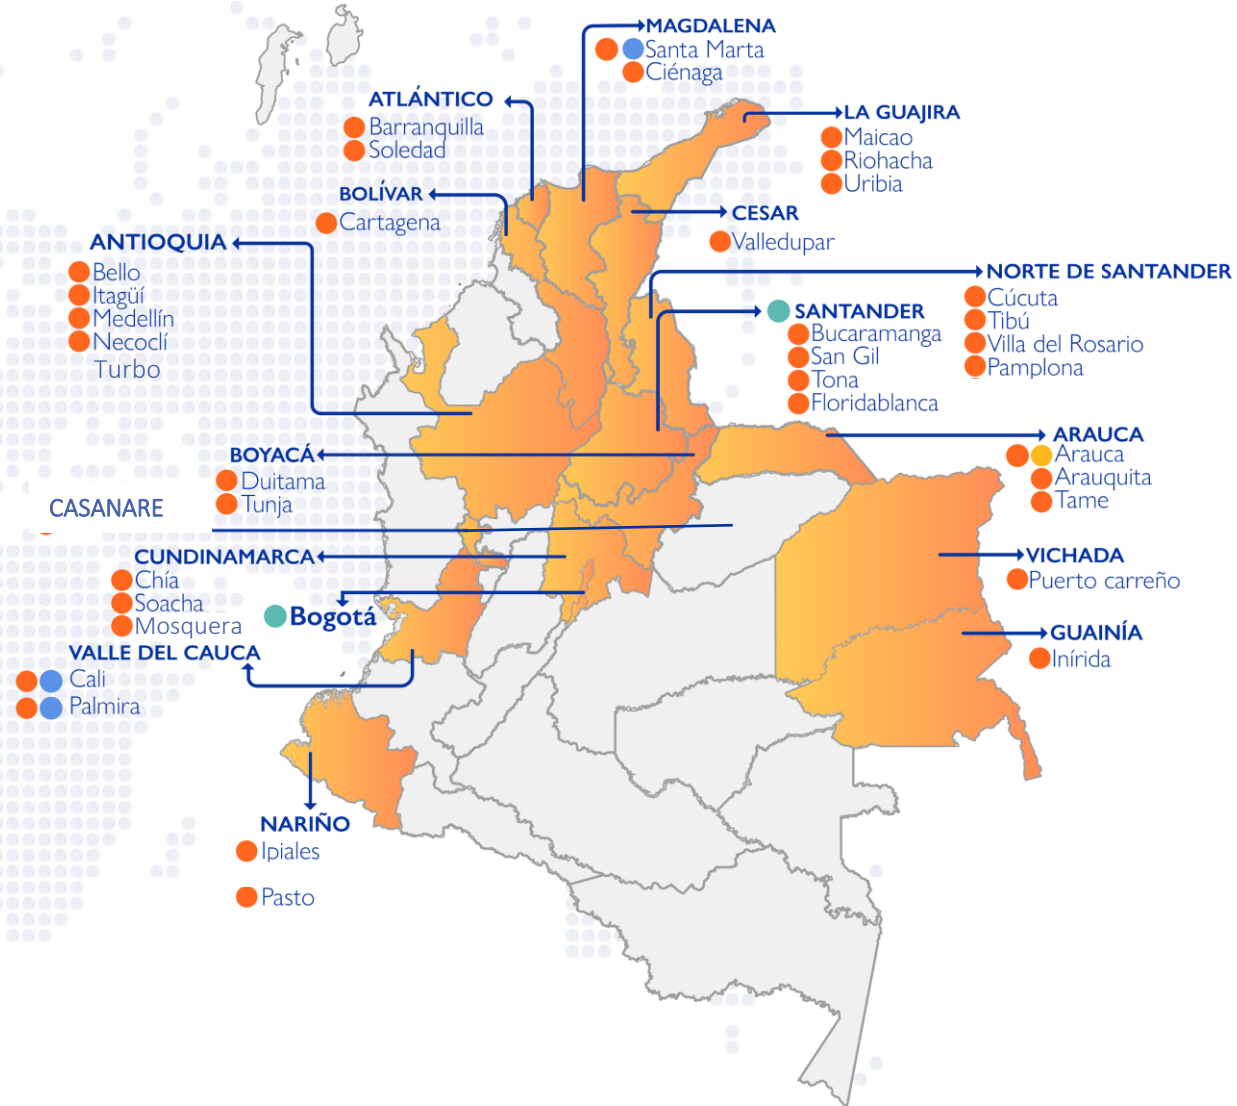 MAGDALENA
Santa Marta
Ciénaga
ATLÁNTICO
Barranquilla
Soledad
LA GUAJIRA
Maicao
Riohacha
Uribia
BOLÍVAR
Cartagena
CESAR
Valledupar
ANTIOQUIA
Bello
Itagüí
Medellín
Necoclí
Turbo
NORTE DE SANTANDER
Cúcuta
Tibú
Villa del Rosario
Pamplona
SANTANDER
Bucaramanga
San Gil
Tona
Floridablanca
ARAUCA
Arauca
Arauquita
Tame
BOYACÁ
Duitama
Tunja
CASANARE
CUNDINAMARCA
Chía
Soacha
Mosquera
Bogotá
VICHADA
Puerto carreño
GUAINÍA
Inírida
VALLE DEL CAUCA
Cali
Palmira
NARIÑO
Ipiales
Pasto